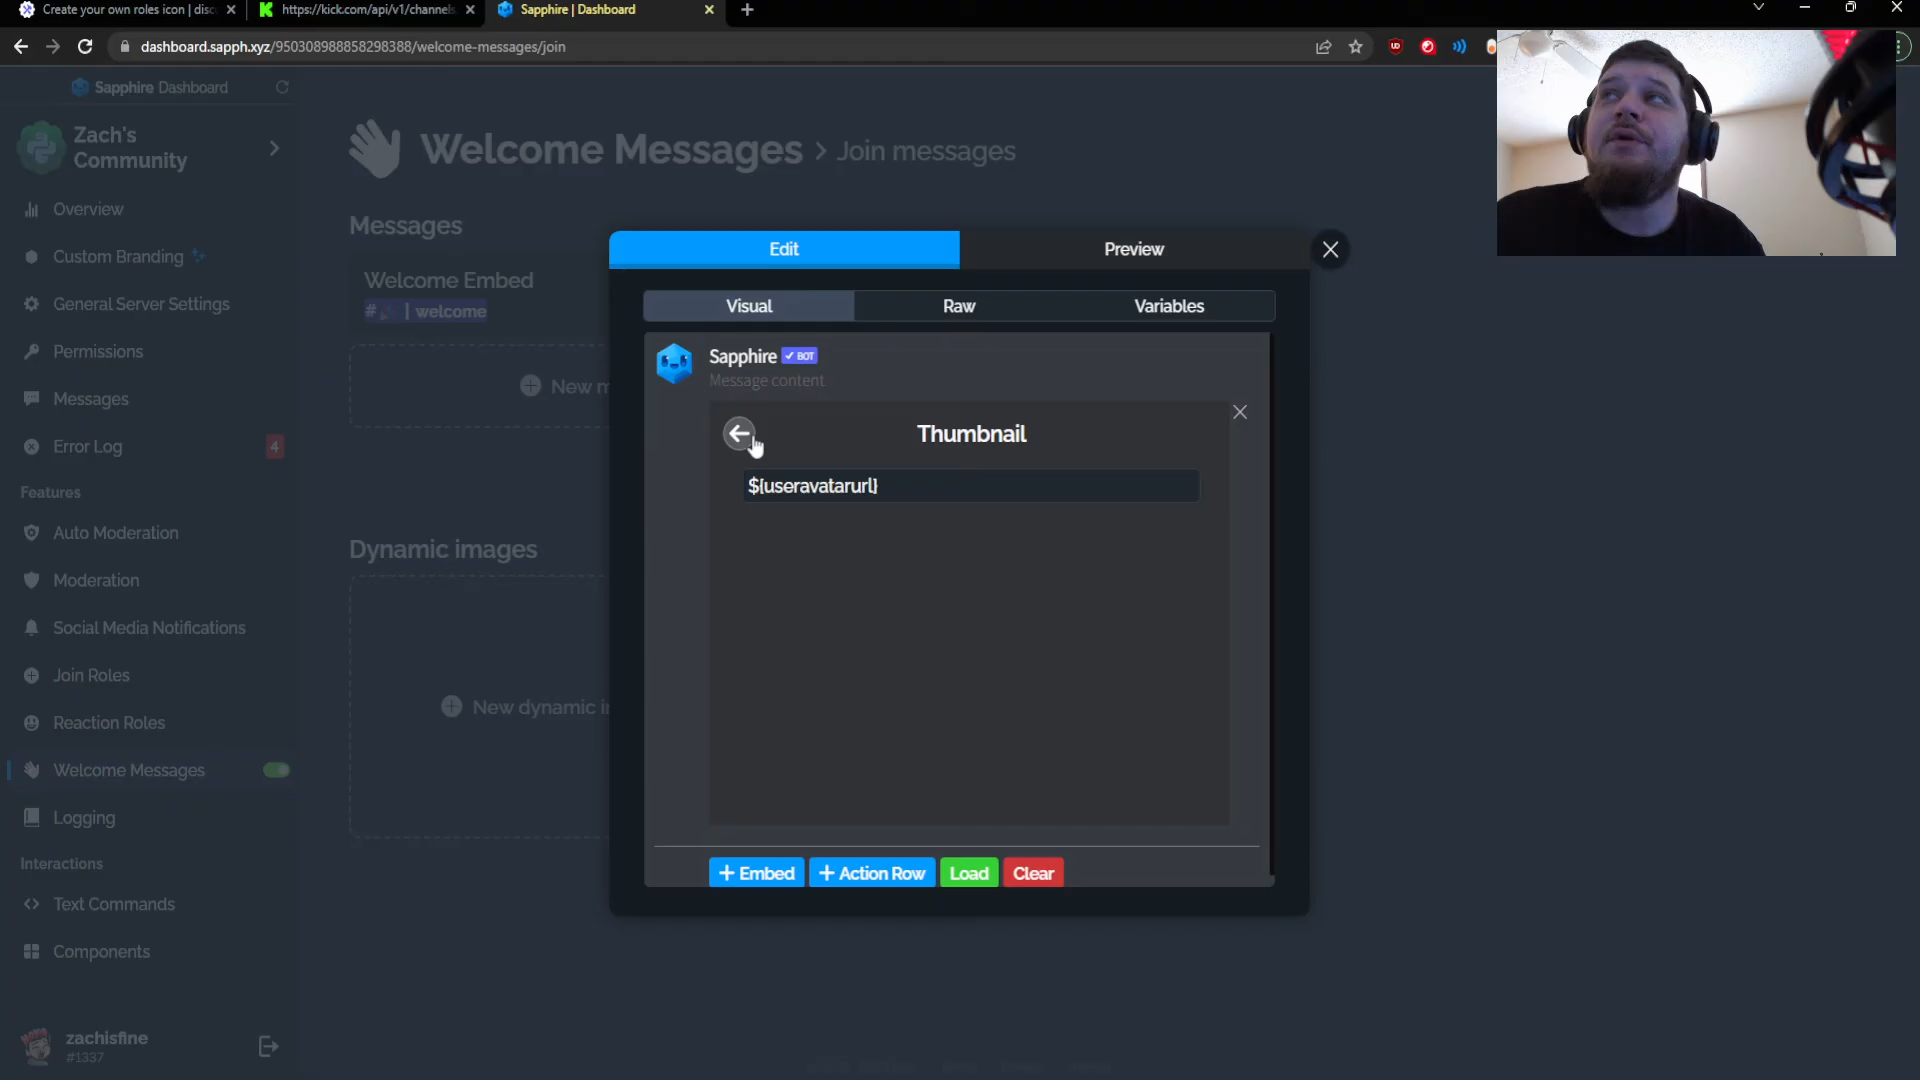 Create your own roles icon | disc
https://kick.com/api/v1/channels
Sapphire | Dashboard
dashboard.sapph.xyz/950308988858298388/welcome-messages/join
Sapphire Dashboard
Zach's
Community
Overview
Custom Branding
General Server Settings
Permissions
Messages
Error Log
4
Features
Auto Moderation
Moderation
Social Media Notifications
Join Roles
Reaction Roles
Welcome Messages
Logging
Interactions
Text Commands
Components
zachisfine
#1337
Welcome Messages > Join messages
Messages
Welcome Embed
# | welcome
New m
Dynamic images
New dynamic i
Edit
Preview
Visual
Raw
Variables
Sapphire
BOT
Message content
Thumbnail
${useravatarurl}
+ Embed
+ Action Row
Load
Clear